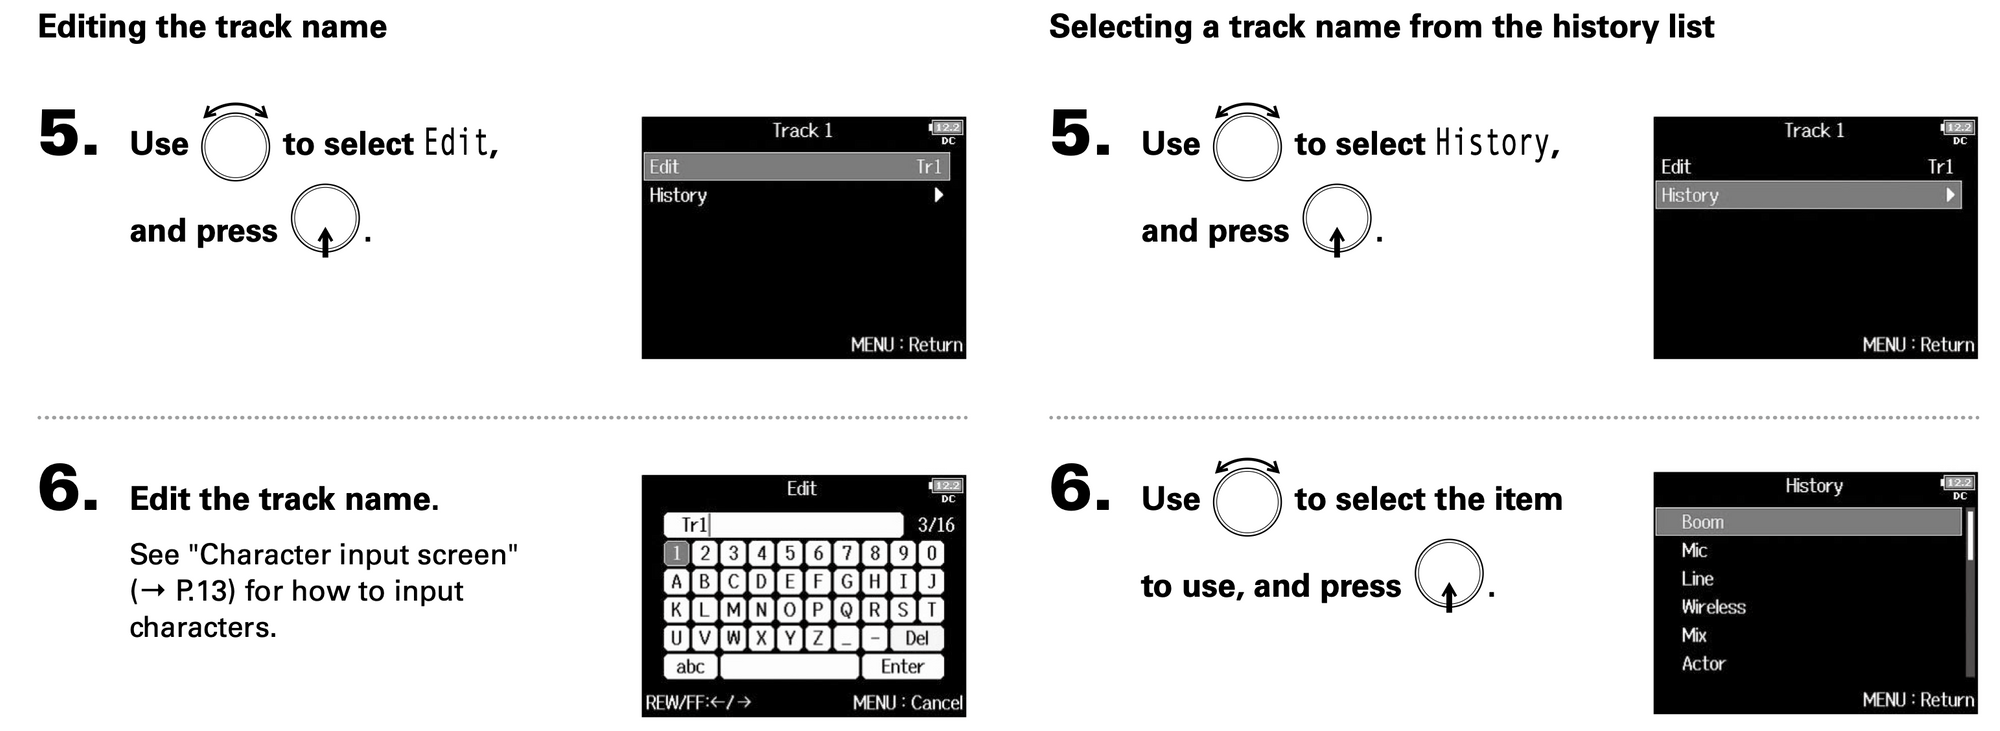 Editing the track name
5. Use to select Edit,
and press .
Track 1
12.2
DC
Edit Tr1
History
MENU : Return
6. Edit the track name.
See "Character input screen"
(→ P.13) for how to input
characters.
Edit
12.2
DC
Tr1 3/16
1 2 3 4 5 6 7 8 9 0
A B C D E F G H I J
K L M N O P Q R S T
U V W X Y Z _ - Del
abc Enter
REW/FF:←/→ MENU : Cancel
Selecting a track name from the history list
5. Use to select History,
and press .
Track 1
12.2
DC
Edit Tr1
History
MENU : Return
6. Use to select the item
to use, and press .
History
12.2
DC
Boom
Mic
Line
Wireless
Mix
Actor
MENU : Return